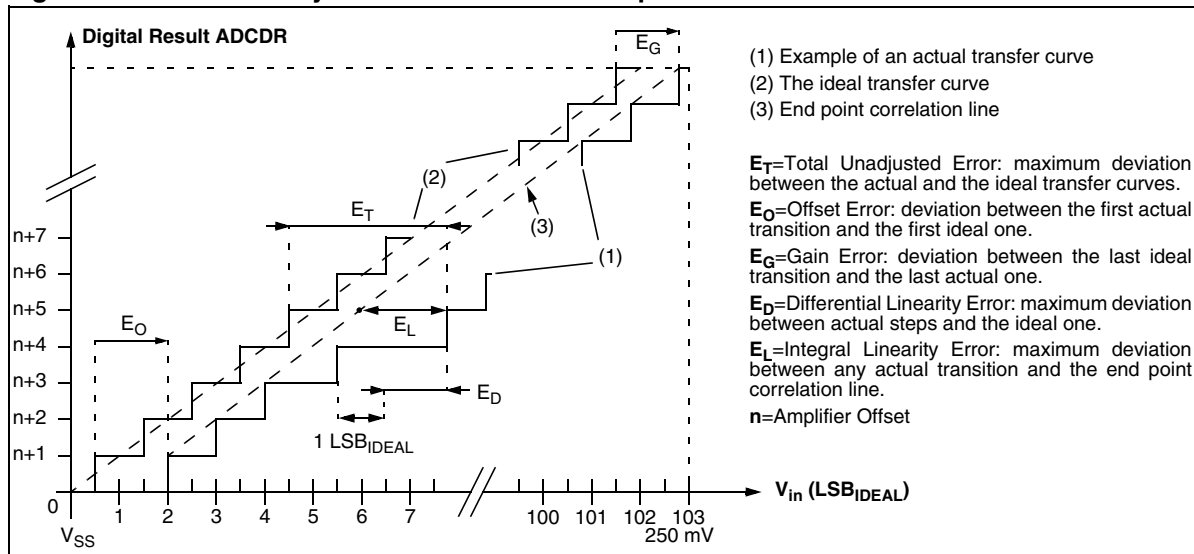 Digital Result ADCDR
E_G
(1) Example of an actual transfer curve
(2) The ideal transfer curve
(3) End point correlation line
E_T=Total Unadjusted Error: maximum deviation
between the actual and the ideal transfer curves.
E_O=Offset Error: deviation between the first actual
transition and the first ideal one.
E_G=Gain Error: deviation between the last ideal
transition and the last actual one.
E_D=Differential Linearity Error: maximum deviation
between actual steps and the ideal one.
E_L=Integral Linearity Error: maximum deviation
between any actual transition and the end point
correlation line.
n=Amplifier Offset
(2)
E_T
(3)
(1)
n+7
n+6
n+5
n+4
n+3
n+2
n+1
0
E_O
E_L
E_D
1 LSB_IDEAL
V_in (LSB_IDEAL)
1 2 3 4 5 6 7 100 101 102 103
V_SS 250 mV